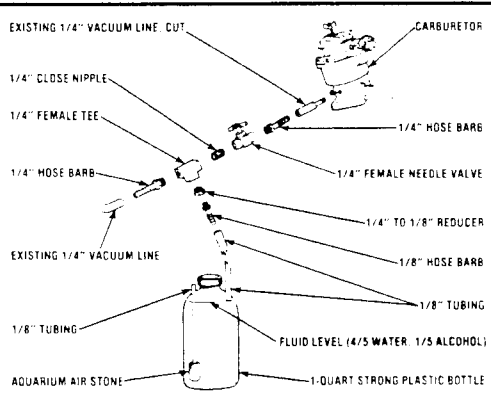 EXISTING 1/4" VACUUM LINE, CUT
CARBURETOR
1/4" CLOSE NIPPLE
1/4" FEMALE TEE
1/4" HOSE BARB
1/4" HOSE BARB
1/4" FEMALE NEEDLE VALVE
1/4" TO 1/8" REDUCER
EXISTING 1/4" VACUUM LINE
1/8" HOSE BARB
1/8" TUBING
1/8" TUBING
FLUID LEVEL (4/5 WATER, 1/5 ALCOHOL)
AQUARIUM AIR STONE
1-QUART STRONG PLASTIC BOTTLE